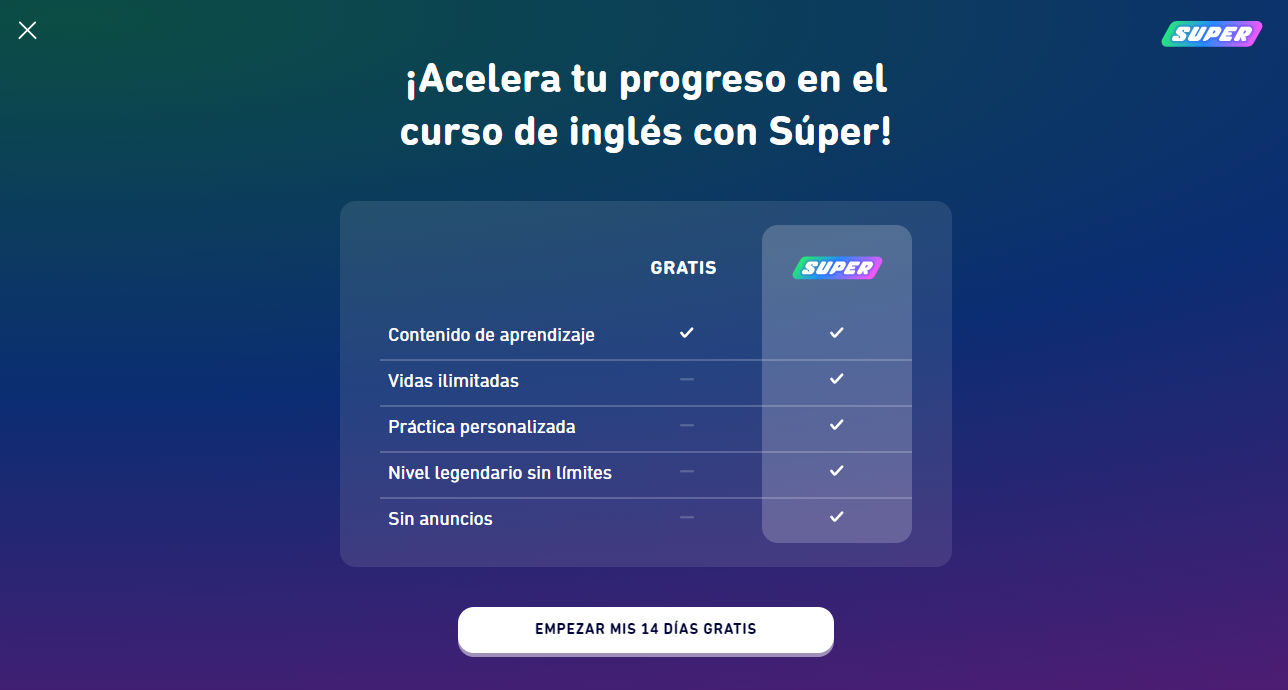 SUPER
¡Acelera tu progreso en el
curso de inglés con Súper!
GRATIS SUPER
Contenido de aprendizaje
Vidas ilimitadas
Práctica personalizada
Nivel legendario sin límites
Sin anuncios
EMPEZAR MIS 14 DÍAS GRATIS